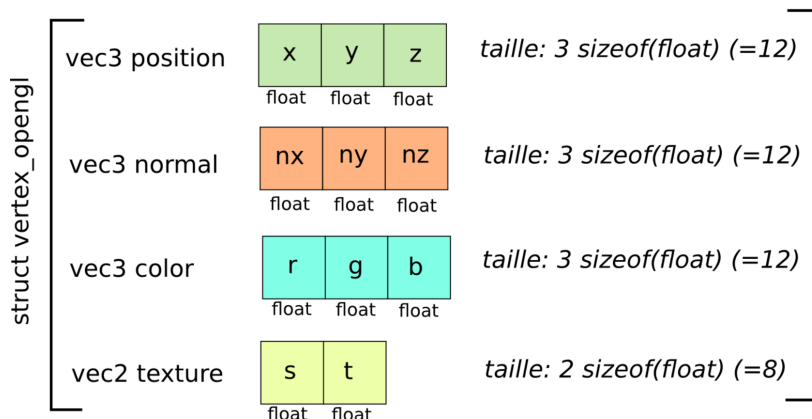 struct vertex_opengl
vec3 position x y z taille: 3 sizeof(float) (=12)
float float float
vec3 normal nx ny nz taille: 3 sizeof(float) (=12)
float float float
vec3 color r g b taille: 3 sizeof(float) (=12)
float float float
vec2 texture s t taille: 2 sizeof(float) (=8)
float float